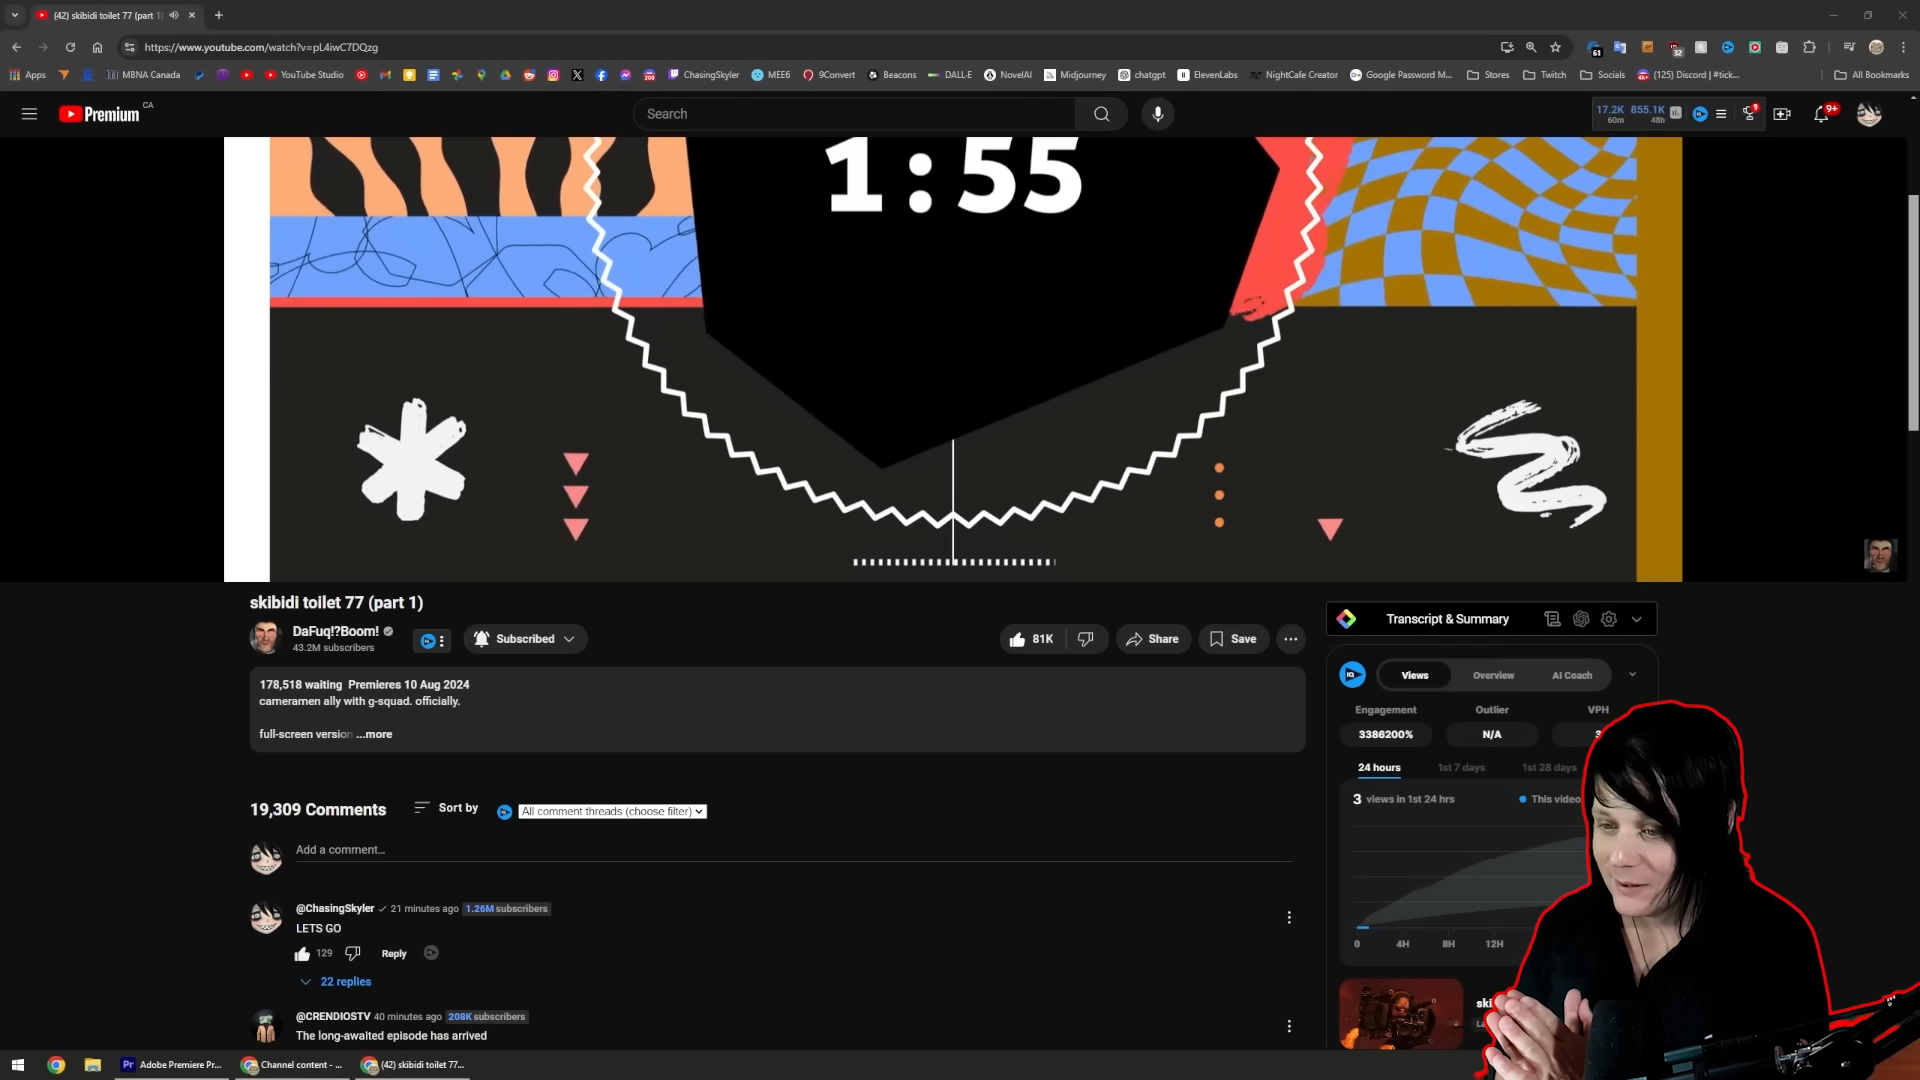 (42) skibidi toilet 77 (part 1)
https://www.youtube.com/watch?v=pL4iwC7DQzg
61
32
Apps
MBNA Canada
YouTube Studio
208
ChasingSkyler
MEE6
9Convert
Beacons
DALL·E
NovelAI
Midjourney
chatgpt
ElevenLabs
NightCafe Creator
Google Password M...
Stores
Twitch
Socials
(125) Discord | #tick...
All Bookmarks
Premium
CA
Search
17.2K 855.1K
60m 48h
9
9+
1:55
skibidi toilet 77 (part 1)
DaFuq!?Boom!
43.2M subscribers
Subscribed
81K
Share
Save
178,518 waiting Premieres 10 Aug 2024
cameramen ally with g-squad. officially.
full-screen version ...more
Transcript & Summary
IQ
Views
Overview
AI Coach
Engagement
Outlier
VPH
3386200%
N/A
24 hours
1st 7 days
1st 28 days
3 views in 1st 24 hrs
This video
0
4H
8H
12H
19,309 Comments
Sort by
All comment threads (choose filter)
Add a comment...
@ChasingSkyler
21 minutes ago
1.26M subscribers
LETS GO
129
Reply
22 replies
@CRENDIOSTV 40 minutes ago
208K subscribers
The long-awaited episode has arrived
Pr
Adobe Premiere Pr...
Channel content - ...
(42) skibidi toilet 77...